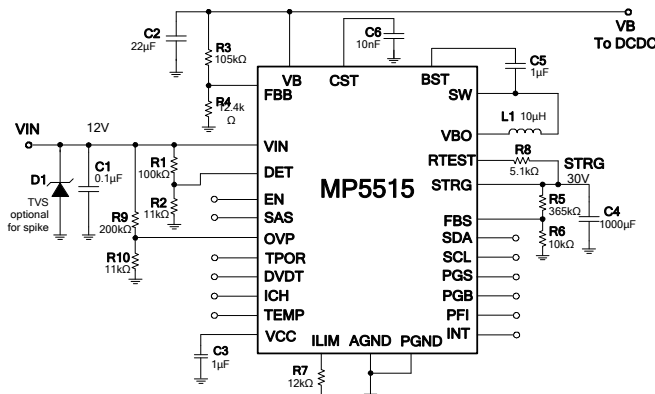 C2
22µF
R3
105kΩ
R4
12.4k
Ω
C6
10nF
VB
To DCDC
C5
1µF
VB
CST
BST
FBB
SW
L1 10µH
VBO
VIN
12V
VIN
R1
100kΩ
DET
RTEST
R8
5.1kΩ
STRG
30V
D1
TVS
optional
for spike
C1
0.1µF
R2
11kΩ
R9
200kΩ
R10
11kΩ
MP5515
EN
SAS
OVP
TPOR
DVDT
ICH
TEMP
VCC
STRG
FBS
SDA
SCL
PGS
PGB
PFI
INT
R5
365kΩ
R6
10kΩ
C4
1000µF
C3
1µF
ILIM
AGND
PGND
R7
12kΩ